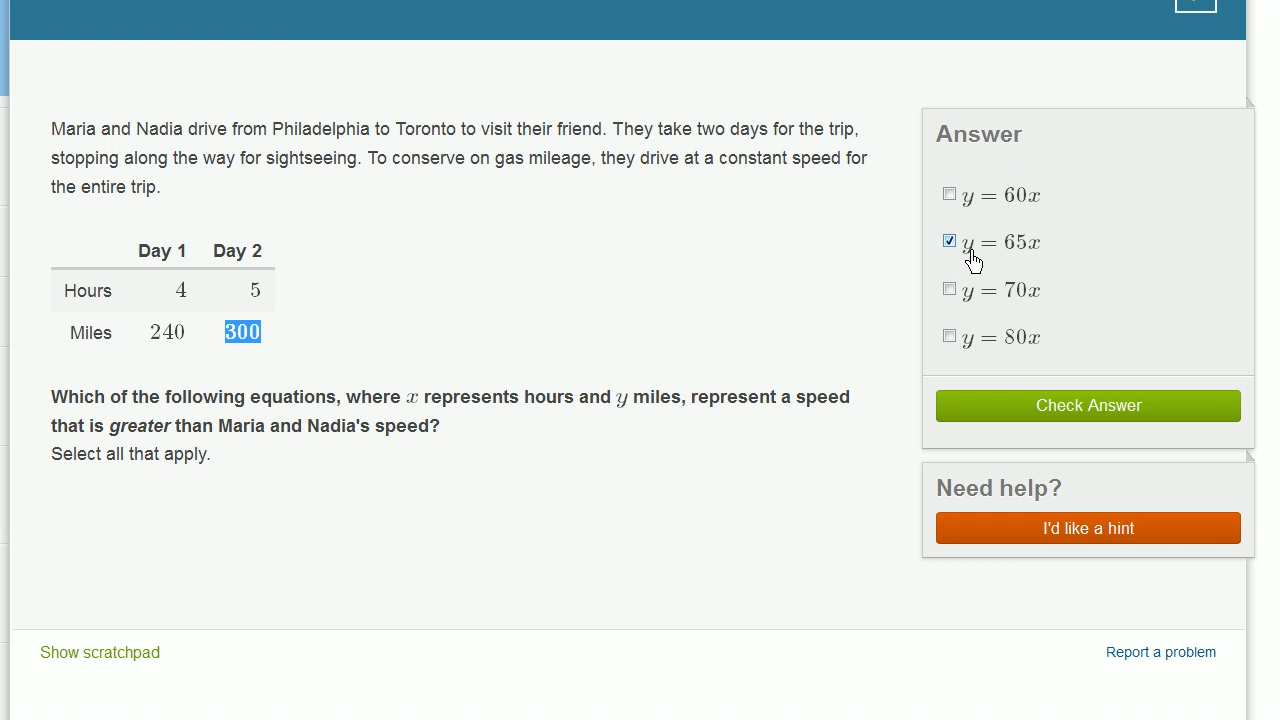 Maria and Nadia drive from Philadelphia to Toronto to visit their friend. They take two days for the trip,
stopping along the way for sightseeing. To conserve on gas mileage, they drive at a constant speed for
the entire trip.
Day 1 Day 2
Hours 4 5
Miles 240 300
Which of the following equations, where x represents hours and y miles, represent a speed
that is greater than Maria and Nadia's speed?
Select all that apply.
Answer
y = 60x
y = 65x
y = 70x
y = 80x
Check Answer
Need help?
I'd like a hint
Show scratchpad
Report a problem